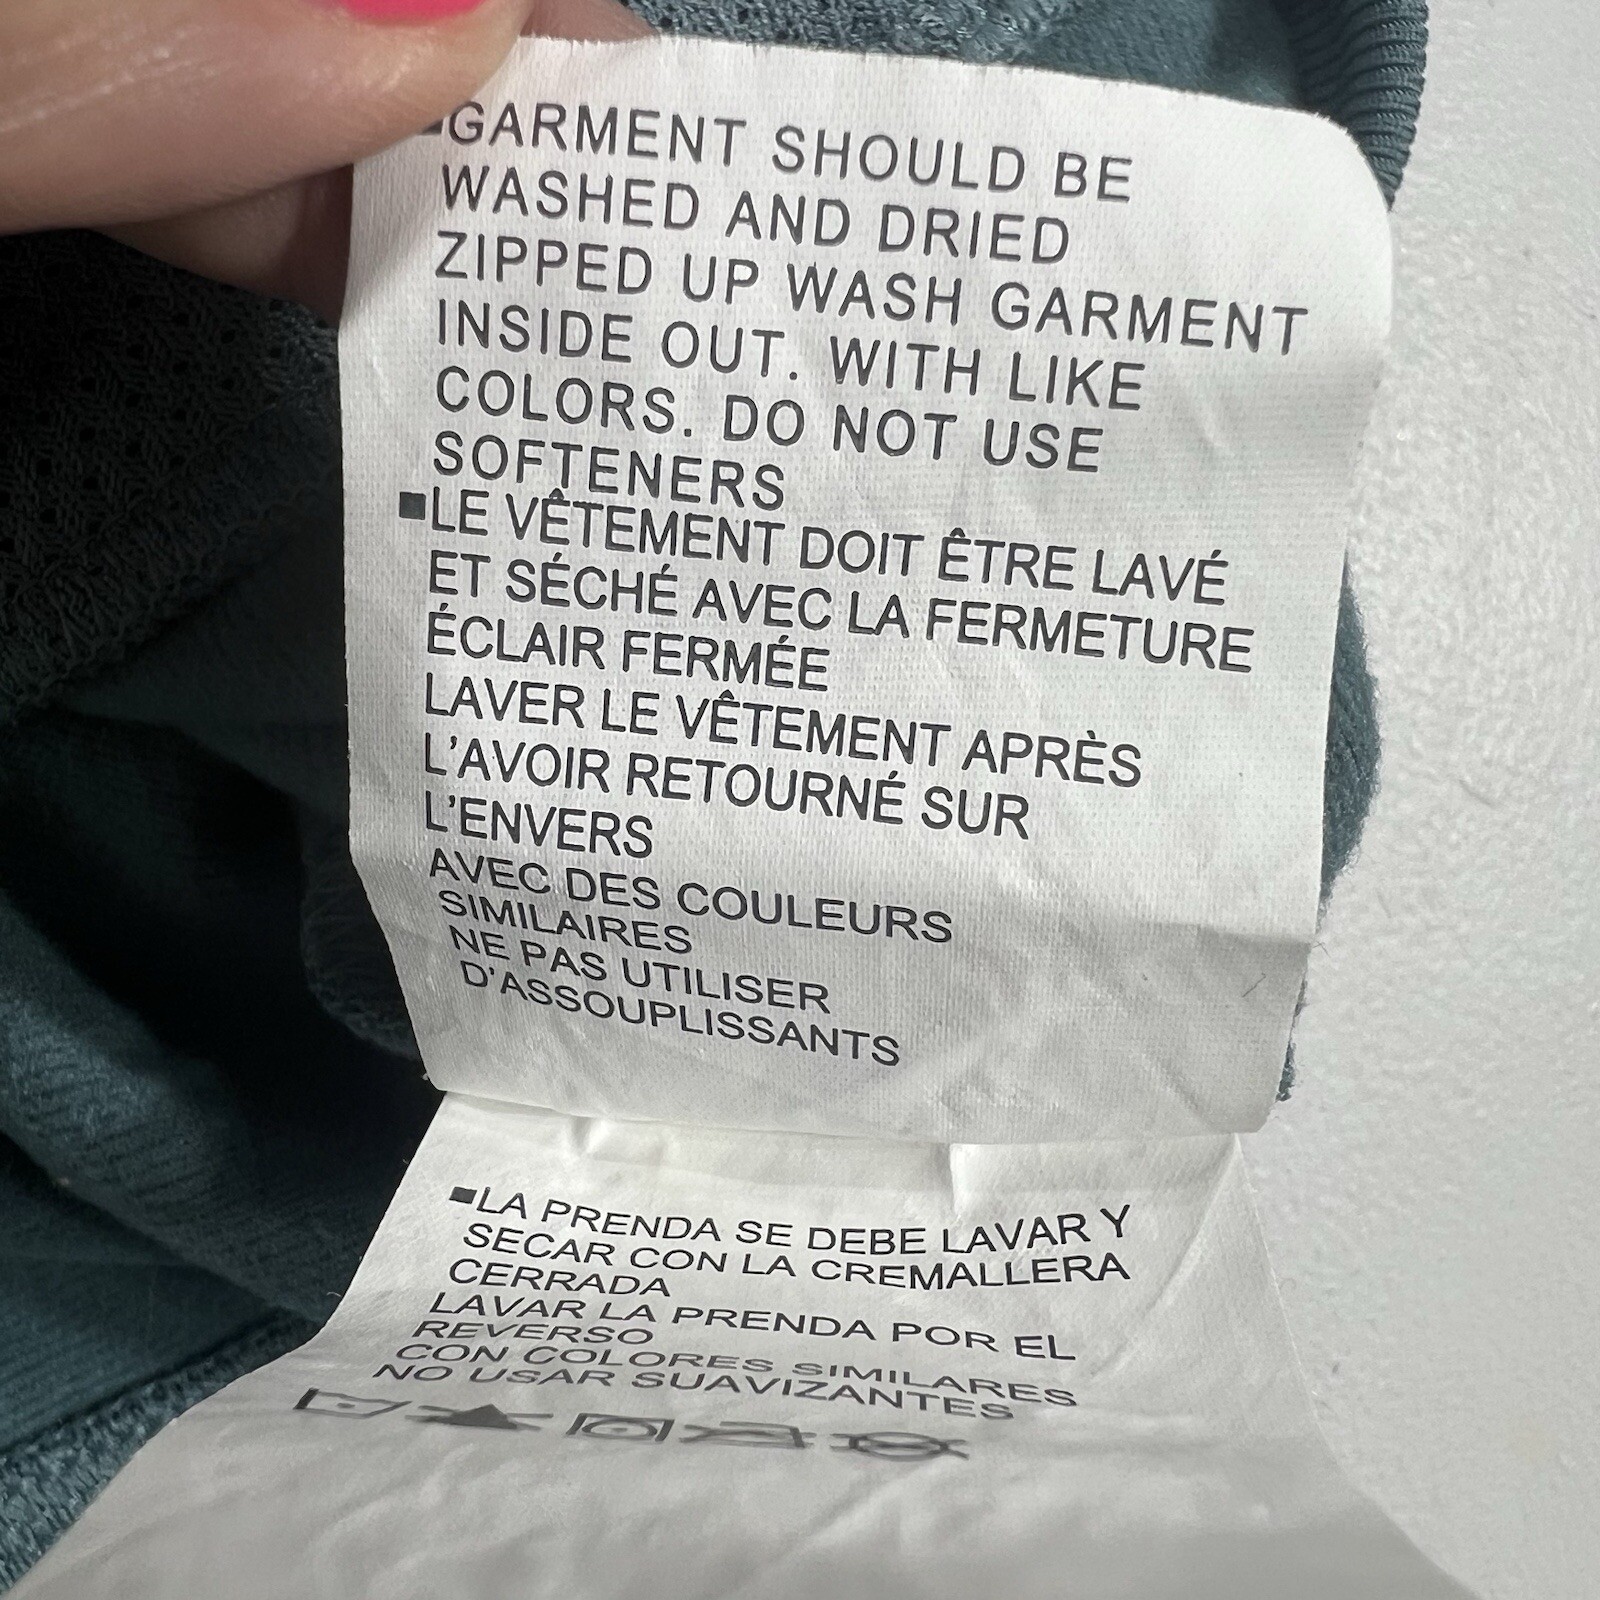 ■GARMENT SHOULD BE
WASHED AND DRIED
ZIPPED UP WASH GARMENT
INSIDE OUT. WITH LIKE
COLORS. DO NOT USE
SOFTENERS
■LE VÊTEMENT DOIT ÊTRE LAVÉ
ET SÉCHÉ AVEC LA FERMETURE
ÉCLAIR FERMÉE
LAVER LE VÊTEMENT APRÈS
L'AVOIR RETOURNÉ SUR
L'ENVERS
AVEC DES COULEURS
SIMILAIRES
NE PAS UTILISER
D'ASSOUPLISSANTS
■LA PRENDA SE DEBE LAVAR Y
SECAR CON LA CREMALLERA
CERRADA
LAVAR LA PRENDA POR EL
REVERSO
CON COLORES SIMILARES
NO USAR SUAVIZANTES